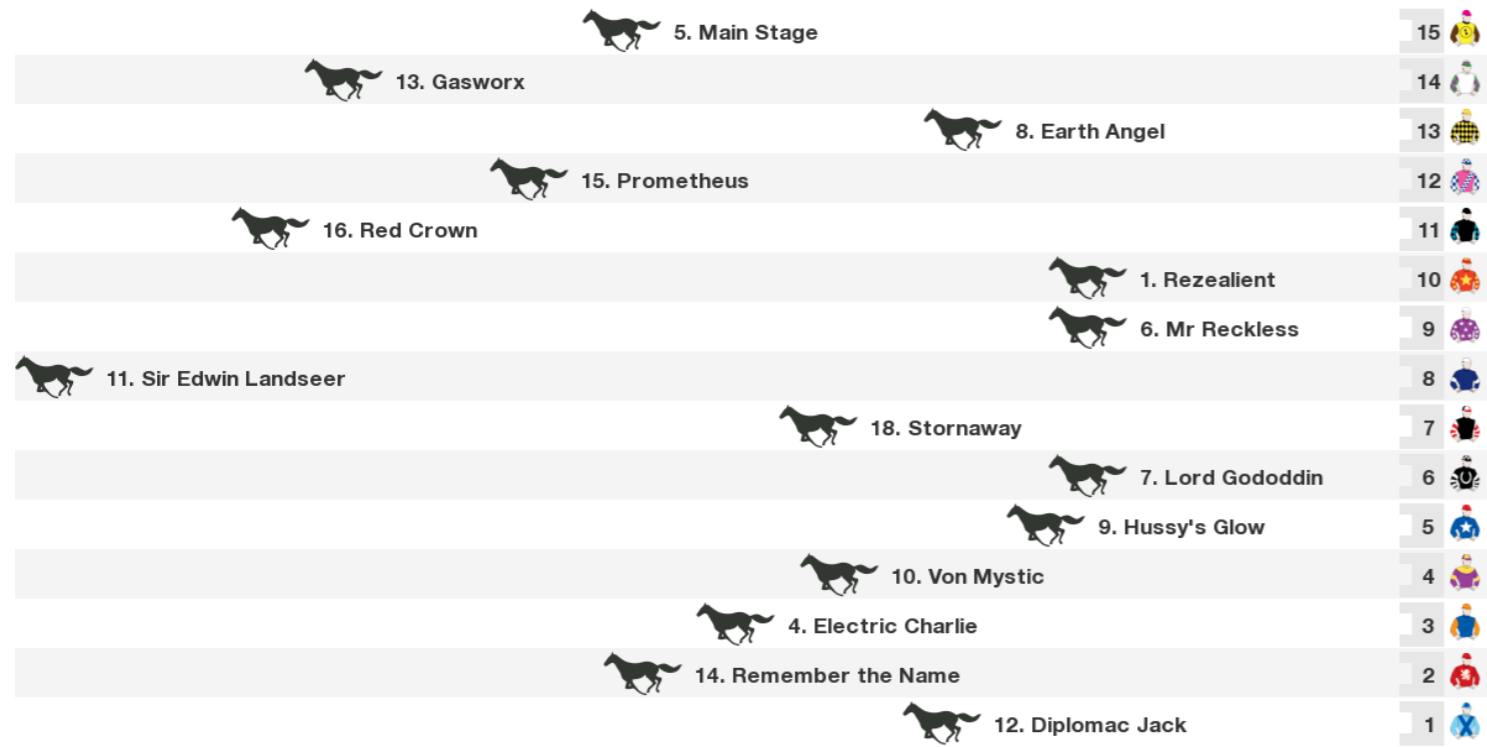 5. Main Stage 15
13. Gasworx 14
8. Earth Angel 13
15. Prometheus 12
16. Red Crown 11
1. Rezealient 10
6. Mr Reckless 9
11. Sir Edwin Landseer 8
18. Stornaway 7
7. Lord Gododdin 6
9. Hussy's Glow 5
10. Von Mystic 4
4. Electric Charlie 3
14. Remember the Name 2
12. Diplomac Jack 1